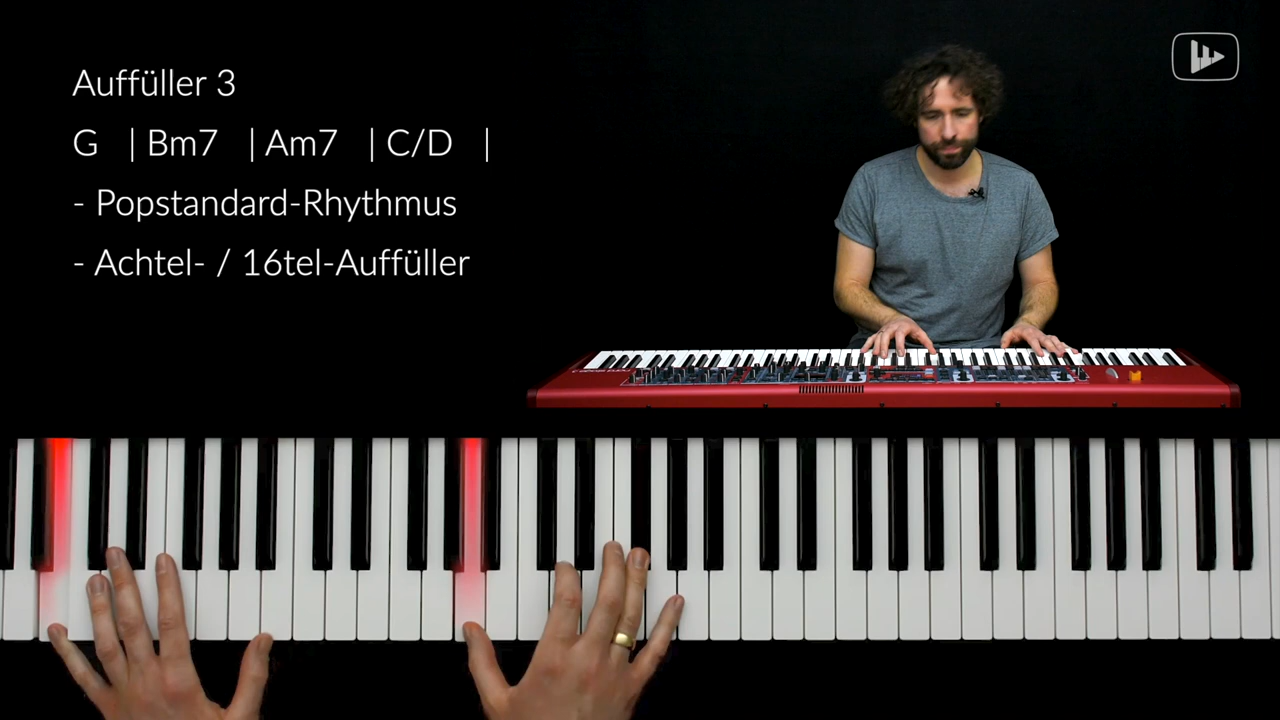 Auffüller 3
G | Bm7 | Am7 | C/D |
- Popstandard-Rhythmus
- Achtel- / 16tel-Auffüller